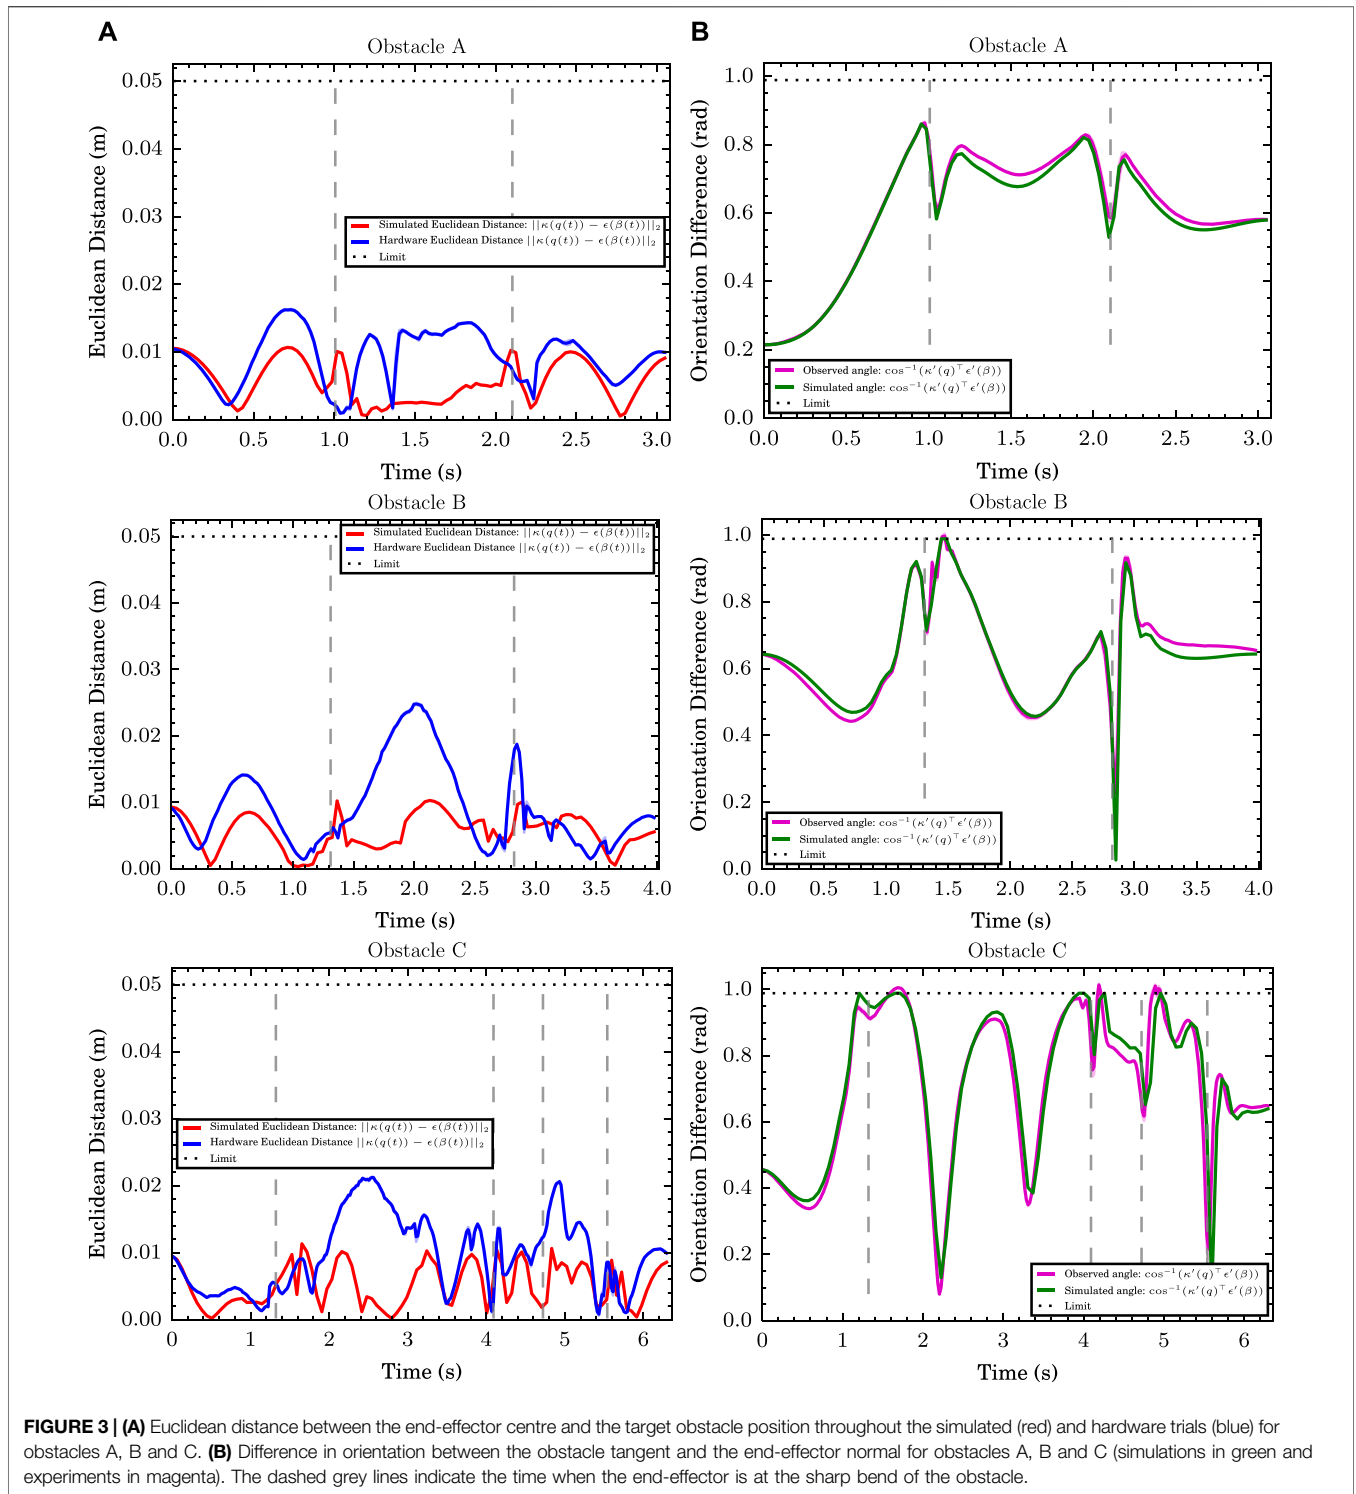 A
B
Obstacle A
Euclidean Distance (m)
0.05
0.04
0.03
0.02
0.01
0.00
Simulated Euclidean Distance: ||κ(q(t)) − ϵ(β(t))||₂
Hardware Euclidean Distance ||κ(q(t)) − ϵ(β(t))||₂
Limit
0.0 0.5 1.0 1.5 2.0 2.5 3.0
Time (s)
Obstacle A
Orientation Difference (rad)
1.0
0.8
0.6
0.4
0.2
0.0
Observed angle: cos⁻¹(κ′(q)⊤ϵ′(β))
Simulated angle: cos⁻¹(κ′(q)⊤ϵ′(β))
Limit
0.0 0.5 1.0 1.5 2.0 2.5 3.0
Time (s)
Obstacle B
Euclidean Distance (m)
0.05
0.04
0.03
0.02
0.01
0.00
Simulated Euclidean Distance: ||κ(q(t)) − ϵ(β(t))||₂
Hardware Euclidean Distance ||κ(q(t)) − ϵ(β(t))||₂
Limit
0.0 0.5 1.0 1.5 2.0 2.5 3.0 3.5 4.0
Time (s)
Obstacle B
Orientation Difference (rad)
1.0
0.8
0.6
0.4
0.2
0.0
Observed angle: cos⁻¹(κ′(q)⊤ϵ′(β))
Simulated angle: cos⁻¹(κ′(q)⊤ϵ′(β))
Limit
0.0 0.5 1.0 1.5 2.0 2.5 3.0 3.5 4.0
Time (s)
Obstacle C
Euclidean Distance (m)
0.05
0.04
0.03
0.02
0.01
0.00
Simulated Euclidean Distance: ||κ(q(t)) − ϵ(β(t))||₂
Hardware Euclidean Distance ||κ(q(t)) − ϵ(β(t))||₂
Limit
0 1 2 3 4 5 6
Time (s)
Obstacle C
Orientation Difference (rad)
1.0
0.8
0.6
0.4
0.2
0.0
Observed angle: cos⁻¹(κ′(q)⊤ϵ′(β))
Simulated angle: cos⁻¹(κ′(q)⊤ϵ′(β))
Limit
0 1 2 3 4 5 6
Time (s)
FIGURE 3 | (A) Euclidean distance between the end-effector centre and the target obstacle position throughout the simulated (red) and hardware trials (blue) for
obstacles A, B and C. (B) Difference in orientation between the obstacle tangent and the end-effector normal for obstacles A, B and C (simulations in green and
experiments in magenta). The dashed grey lines indicate the time when the end-effector is at the sharp bend of the obstacle.